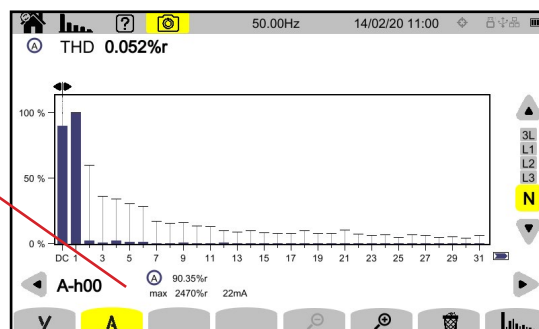 ? 50.00Hz 14/02/20 11:00
A THD 0.052%r
100 %
50 %
0 %
DC 1 3 5 7 9 11 13 15 17 19 21 23 25 27 29 31
3L
L1
L2
L3
N
A-h00 A 90.35%r
max 2470%r 22mA
V A